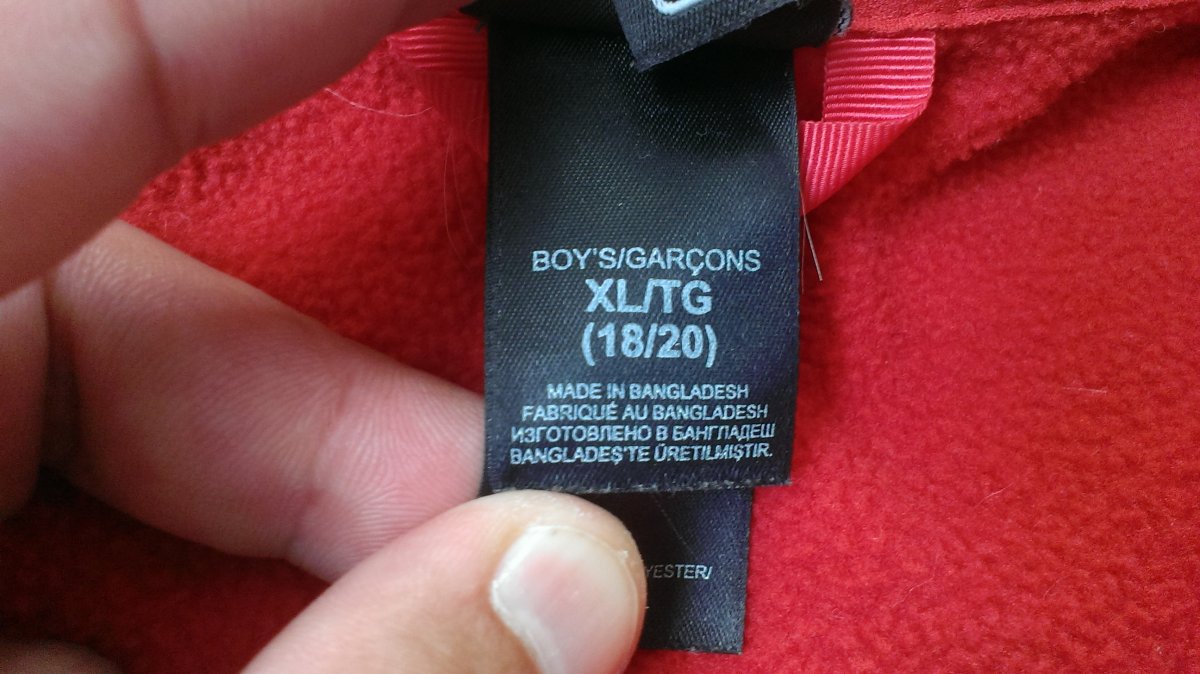 BOY'S/GARÇONS
XL/TG
(18/20)
MADE IN BANGLADESH
FABRIQUÉ AU BANGLADESH
ИЗГОТОВЛЕНО В БАНГЛАДЕШ
BANGLADEŞ'TE ÜRETILMIŞTIR.